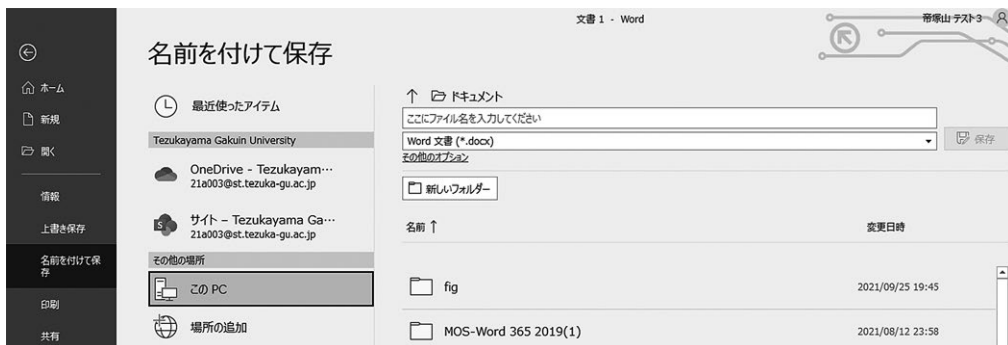 文書 1 - Word
帝塚山 テスト3
名前を付けて保存
ホーム
新規
開く
情報
上書き保存
名前を付けて保
存
印刷
共有
最近使ったアイテム
Tezukayama Gakuin University
OneDrive - Tezukayam…
21a003@st.tezuka-gu.ac.jp
サイト – Tezukayama Ga…
21a003@st.tezuka-gu.ac.jp
その他の場所
この PC
場所の追加
↑ ドキュメント
ここにファイル名を入力してください
Word 文書 (*.docx)
保存
その他のオプション
新しいフォルダー
名前 ↑ 変更日時
fig 2021/09/25 19:45
MOS-Word 365 2019(1) 2021/08/12 23:58